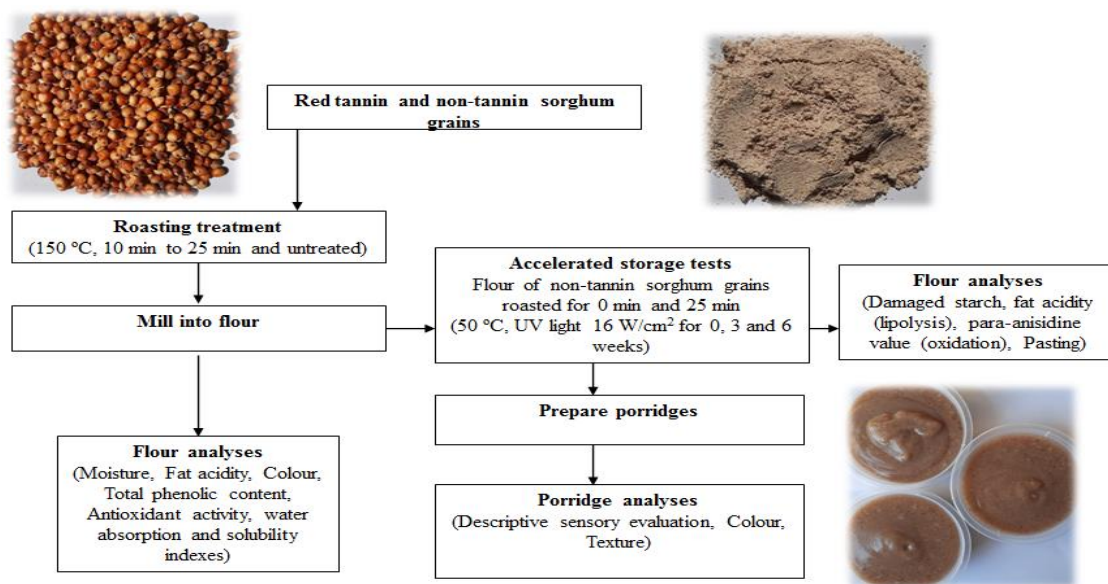 Red tannin and non-tannin sorghum
grains
Roasting treatment
(150 °C, 10 min to 25 min and untreated)
Mill into flour
Accelerated storage tests
Flour of non-tannin sorghum grains
roasted for 0 min and 25 min
(50 °C, UV light 16 W/cm² for 0, 3 and 6
weeks)
Flour analyses
(Damaged starch, fat acidity
(lipolysis), para-anisidine
value (oxidation), Pasting)
Prepare porridges
Flour analyses
(Moisture, Fat acidity, Colour,
Total phenolic content,
Antioxidant activity, water
absorption and solubility
indexes)
Porridge analyses
(Descriptive sensory evaluation, Colour,
Texture)